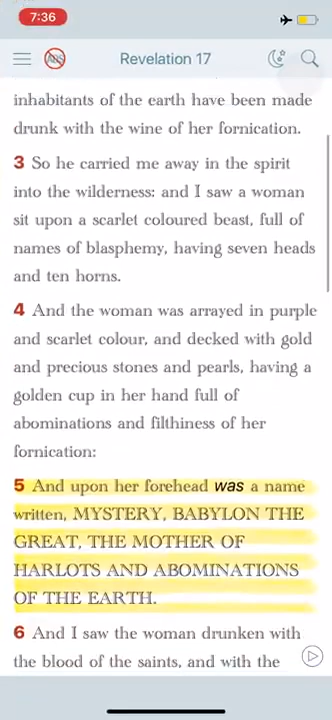 7:36
ADS
Revelation 17
inhabitants of the earth have been made
drunk with the wine of her fornication.
3 So he carried me away in the spirit
into the wilderness: and I saw a woman
sit upon a scarlet coloured beast, full of
names of blasphemy, having seven heads
and ten horns.
4 And the woman was arrayed in purple
and scarlet colour, and decked with gold
and precious stones and pearls, having a
golden cup in her hand full of
abominations and filthiness of her
fornication:
5 And upon her forehead was a name
written, MYSTERY, BABYLON THE
GREAT, THE MOTHER OF
HARLOTS AND ABOMINATIONS
OF THE EARTH.
6 And I saw the woman drunken with
the blood of the saints, and with the